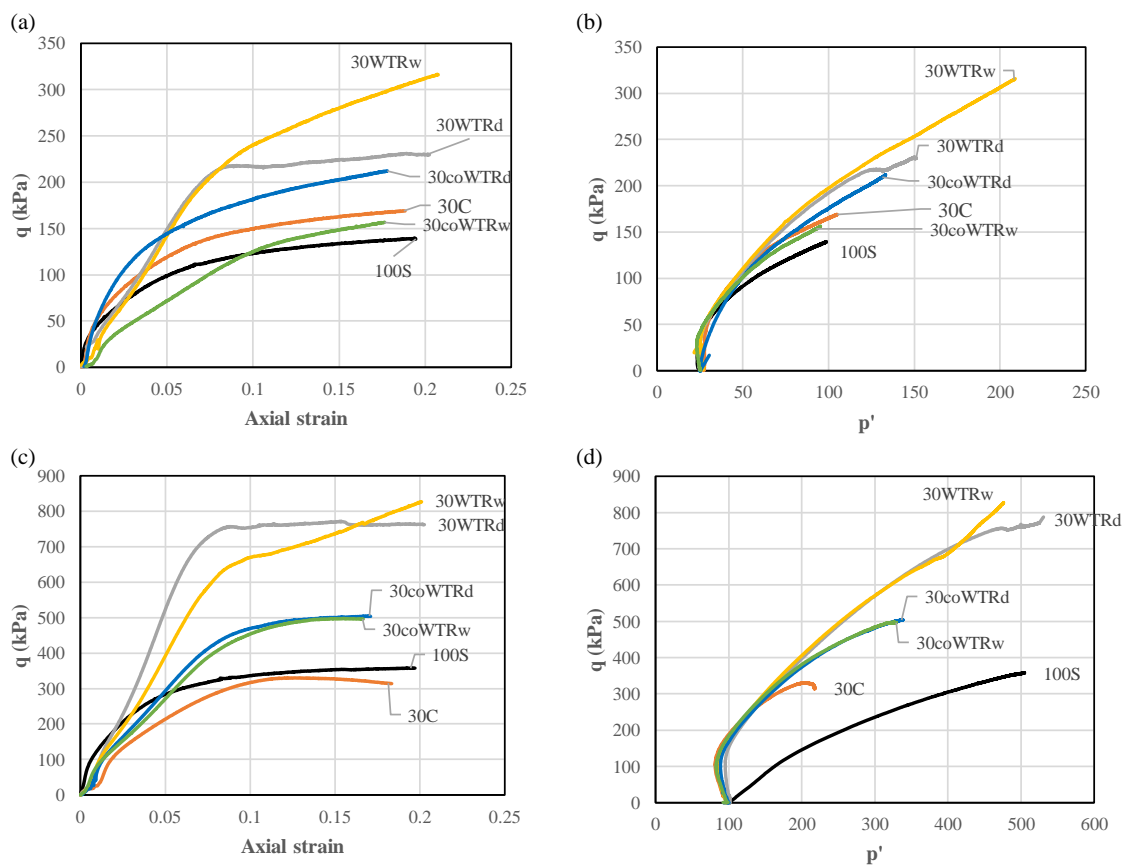 (a)
350
300
250
200
150
100
50
0
q (kPa)
30WTRw
30WTRd
30coWTRd
30C
30coWTRw
100S
0 0.05 0.1 0.15 0.2 0.25
Axial strain
(b)
350
300
250
200
150
100
50
0
q (kPa)
30WTRw
30WTRd
30coWTRd
30C
30coWTRw
100S
0 50 100 150 200 250
p'
(c)
900
800
700
600
500
400
300
200
100
0
q (kPa)
30WTRw
30WTRd
30coWTRd
30coWTRw
100S
30C
0 0.05 0.1 0.15 0.2 0.25
Axial strain
(d)
900
800
700
600
500
400
300
200
100
0
q (kPa)
30WTRw
30WTRd
30coWTRd
30coWTRw
100S
30C
0 100 200 300 400 500 600
p'